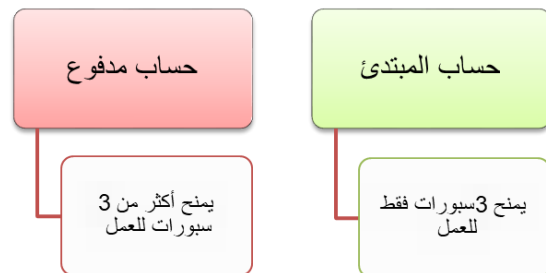 حساب المبتدئ
يمنح 3سبورات فقط
للعمل
حساب مدفوع
يمنح أكثر من 3
سبورات للعمل